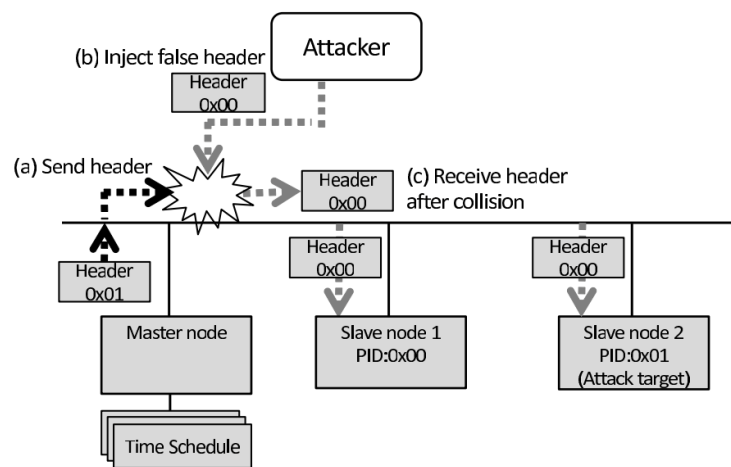 Attacker
(b) Inject false header
Header
0x00
(a) Send header
Header
0x00
(c) Receive header
after collision
Header
0x01
Header
0x00
Header
0x00
Master node
Slave node 1
PID:0x00
Slave node 2
PID:0x01
(Attack target)
Time Schedule